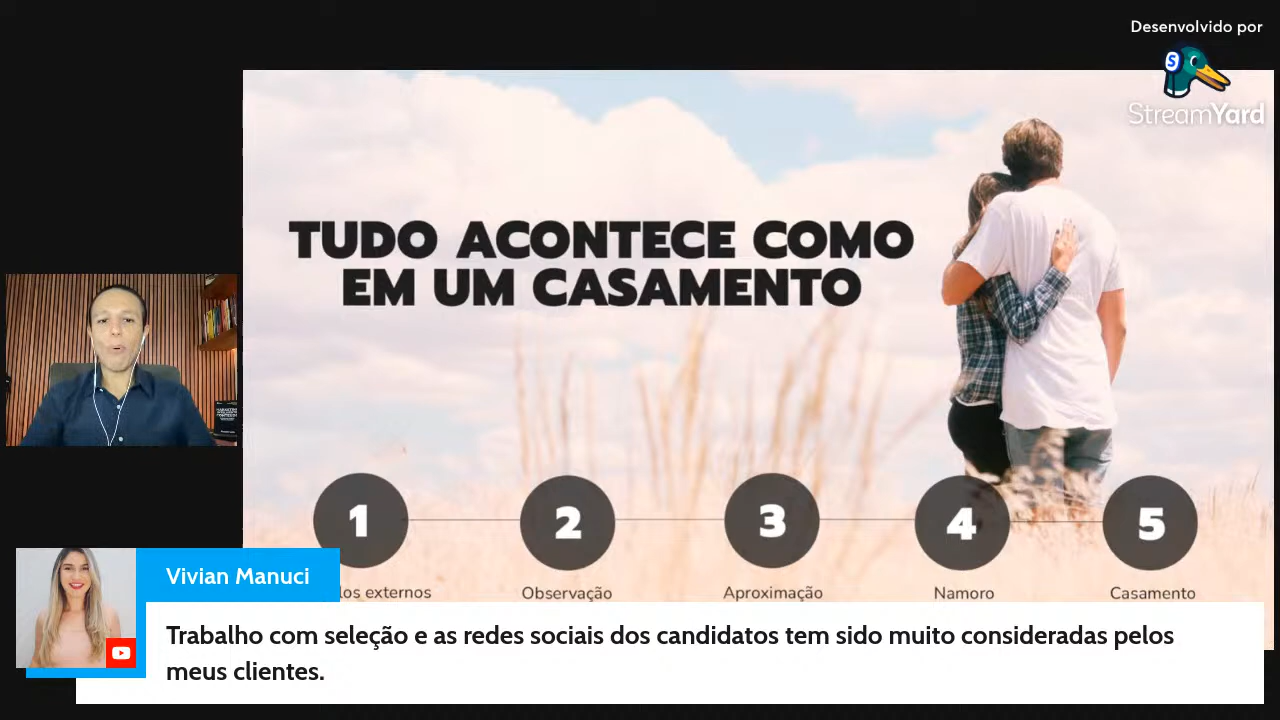 Desenvolvido por
StreamYard
TUDO ACONTECE COMO
EM UM CASAMENTO
1
2
3
4
5
externos
Observação
Aproximação
Namoro
Casamento
Vivian Manuci
Trabalho com seleção e as redes sociais dos candidatos tem sido muito consideradas pelos
meus clientes.